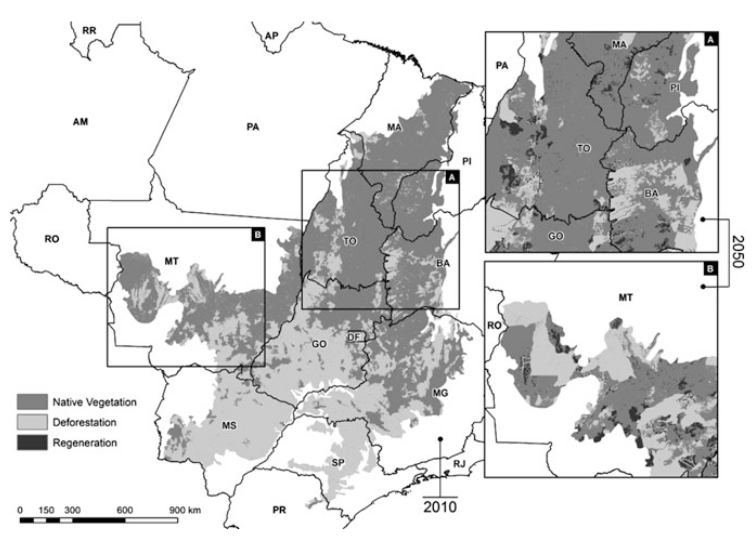 RR
AP
AM
PA
MA
PI
A
RO
B
MT
TO
BA
GO
DF
MG
MS
SP
RJ
PR
Native Vegetation
Deforestation
Regeneration
0 150 300 600 900 km
2010
A
MA
PA
PI
TO
BA
GO
2050
B
MT
RO